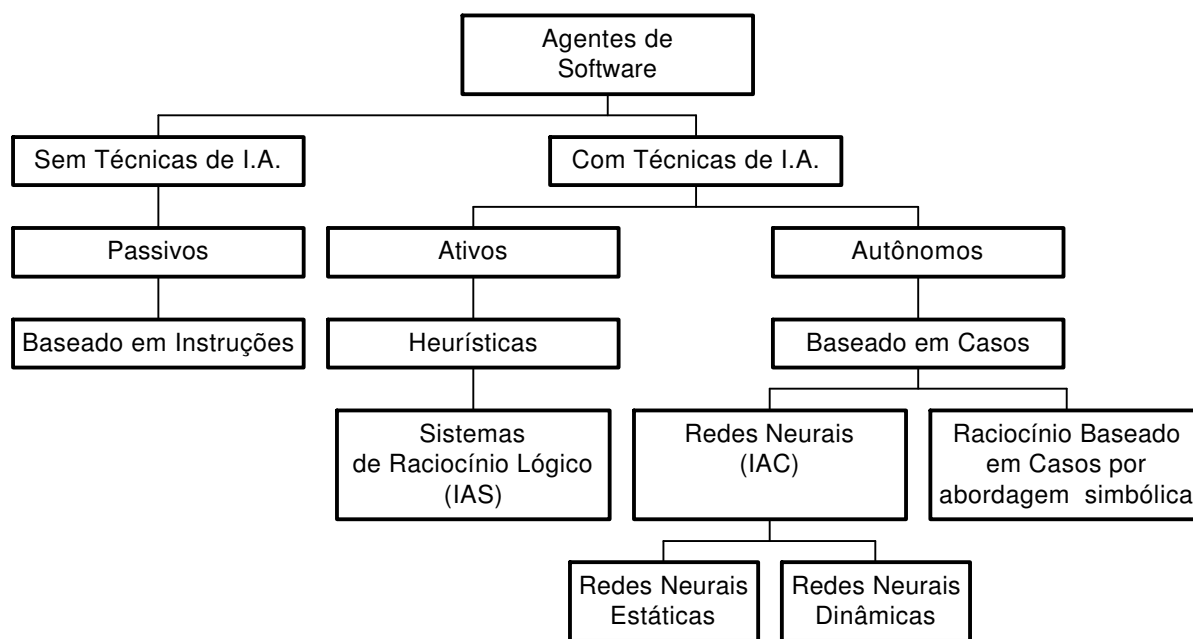 Agentes de
Software
Sem Técnicas de I.A.
Com Técnicas de I.A.
Passivos
Ativos
Autônomos
Baseado em Instruções
Heurísticas
Baseado em Casos
Sistemas
de Raciocínio Lógico
(IAS)
Redes Neurais
(IAC)
Raciocínio Baseado
em Casos por
abordagem simbólica
Redes Neurais
Estáticas
Redes Neurais
Dinâmicas